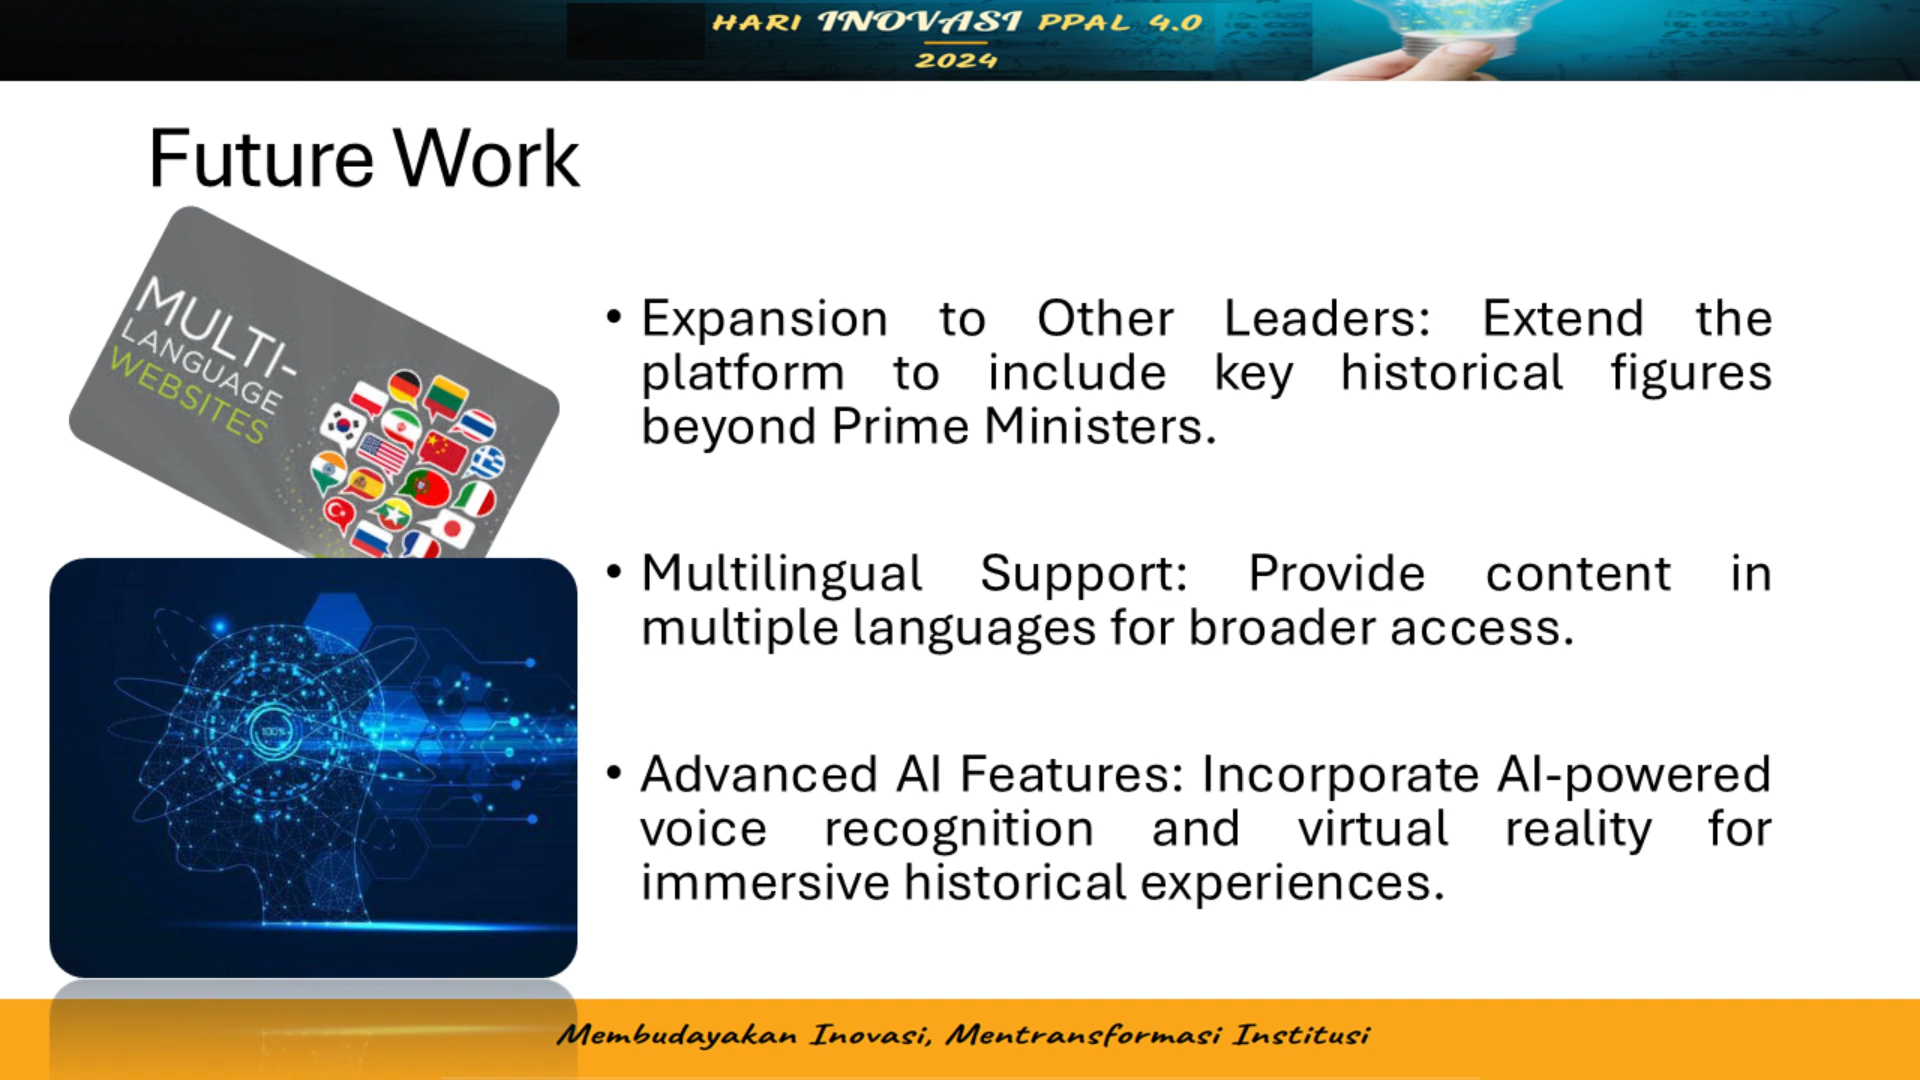 HARI INOVASI PPAL 4.0
2024
Future Work
MULTI-
LANGUAGE
WEBSITES
• Expansion to Other Leaders: Extend the
platform to include key historical figures
beyond Prime Ministers.
• Multilingual Support: Provide content in
multiple languages for broader access.
100%
• Advanced AI Features: Incorporate AI-powered
voice recognition and virtual reality for
immersive historical experiences.
Membudayakan Inovasi, Mentransformasi Institusi